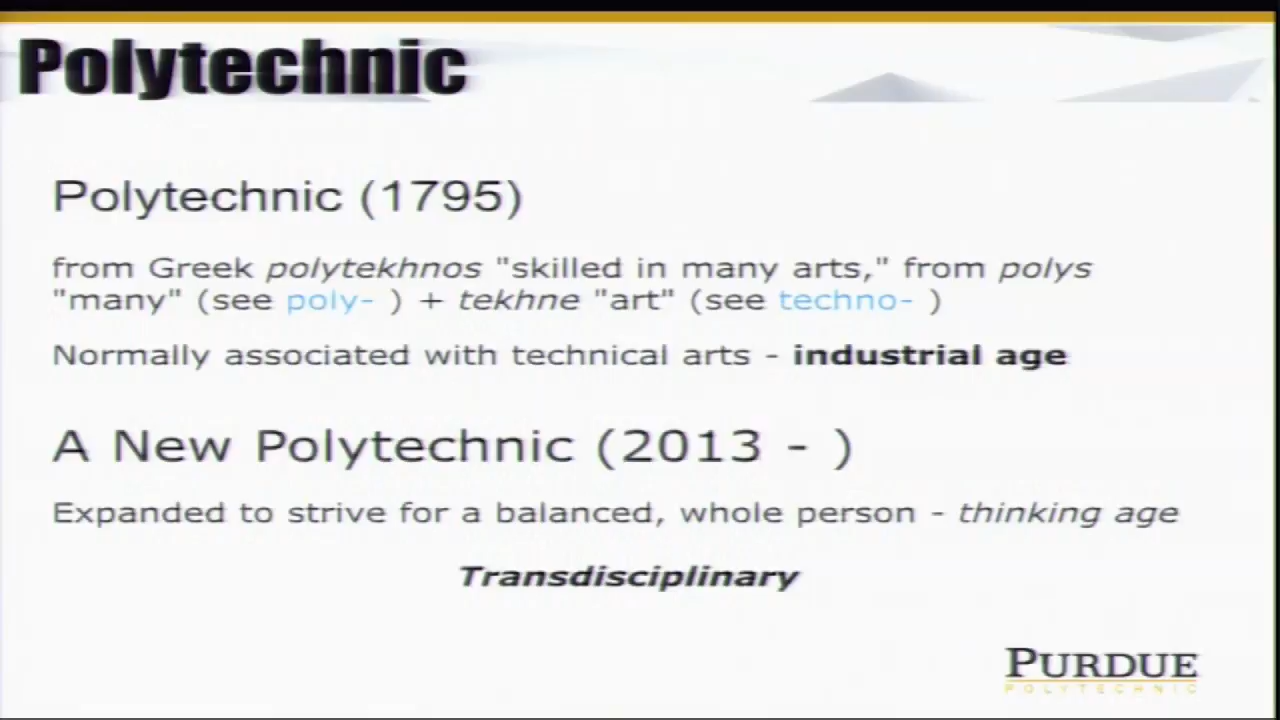 Polytechnic
Polytechnic (1795)
from Greek polytekhnos "skilled in many arts," from polys
"many" (see poly- ) + tekhne "art" (see techno- )
Normally associated with technical arts - industrial age
A New Polytechnic (2013 - )
Expanded to strive for a balanced, whole person - thinking age
Transdisciplinary
PURDUE
POLYTECHNIC